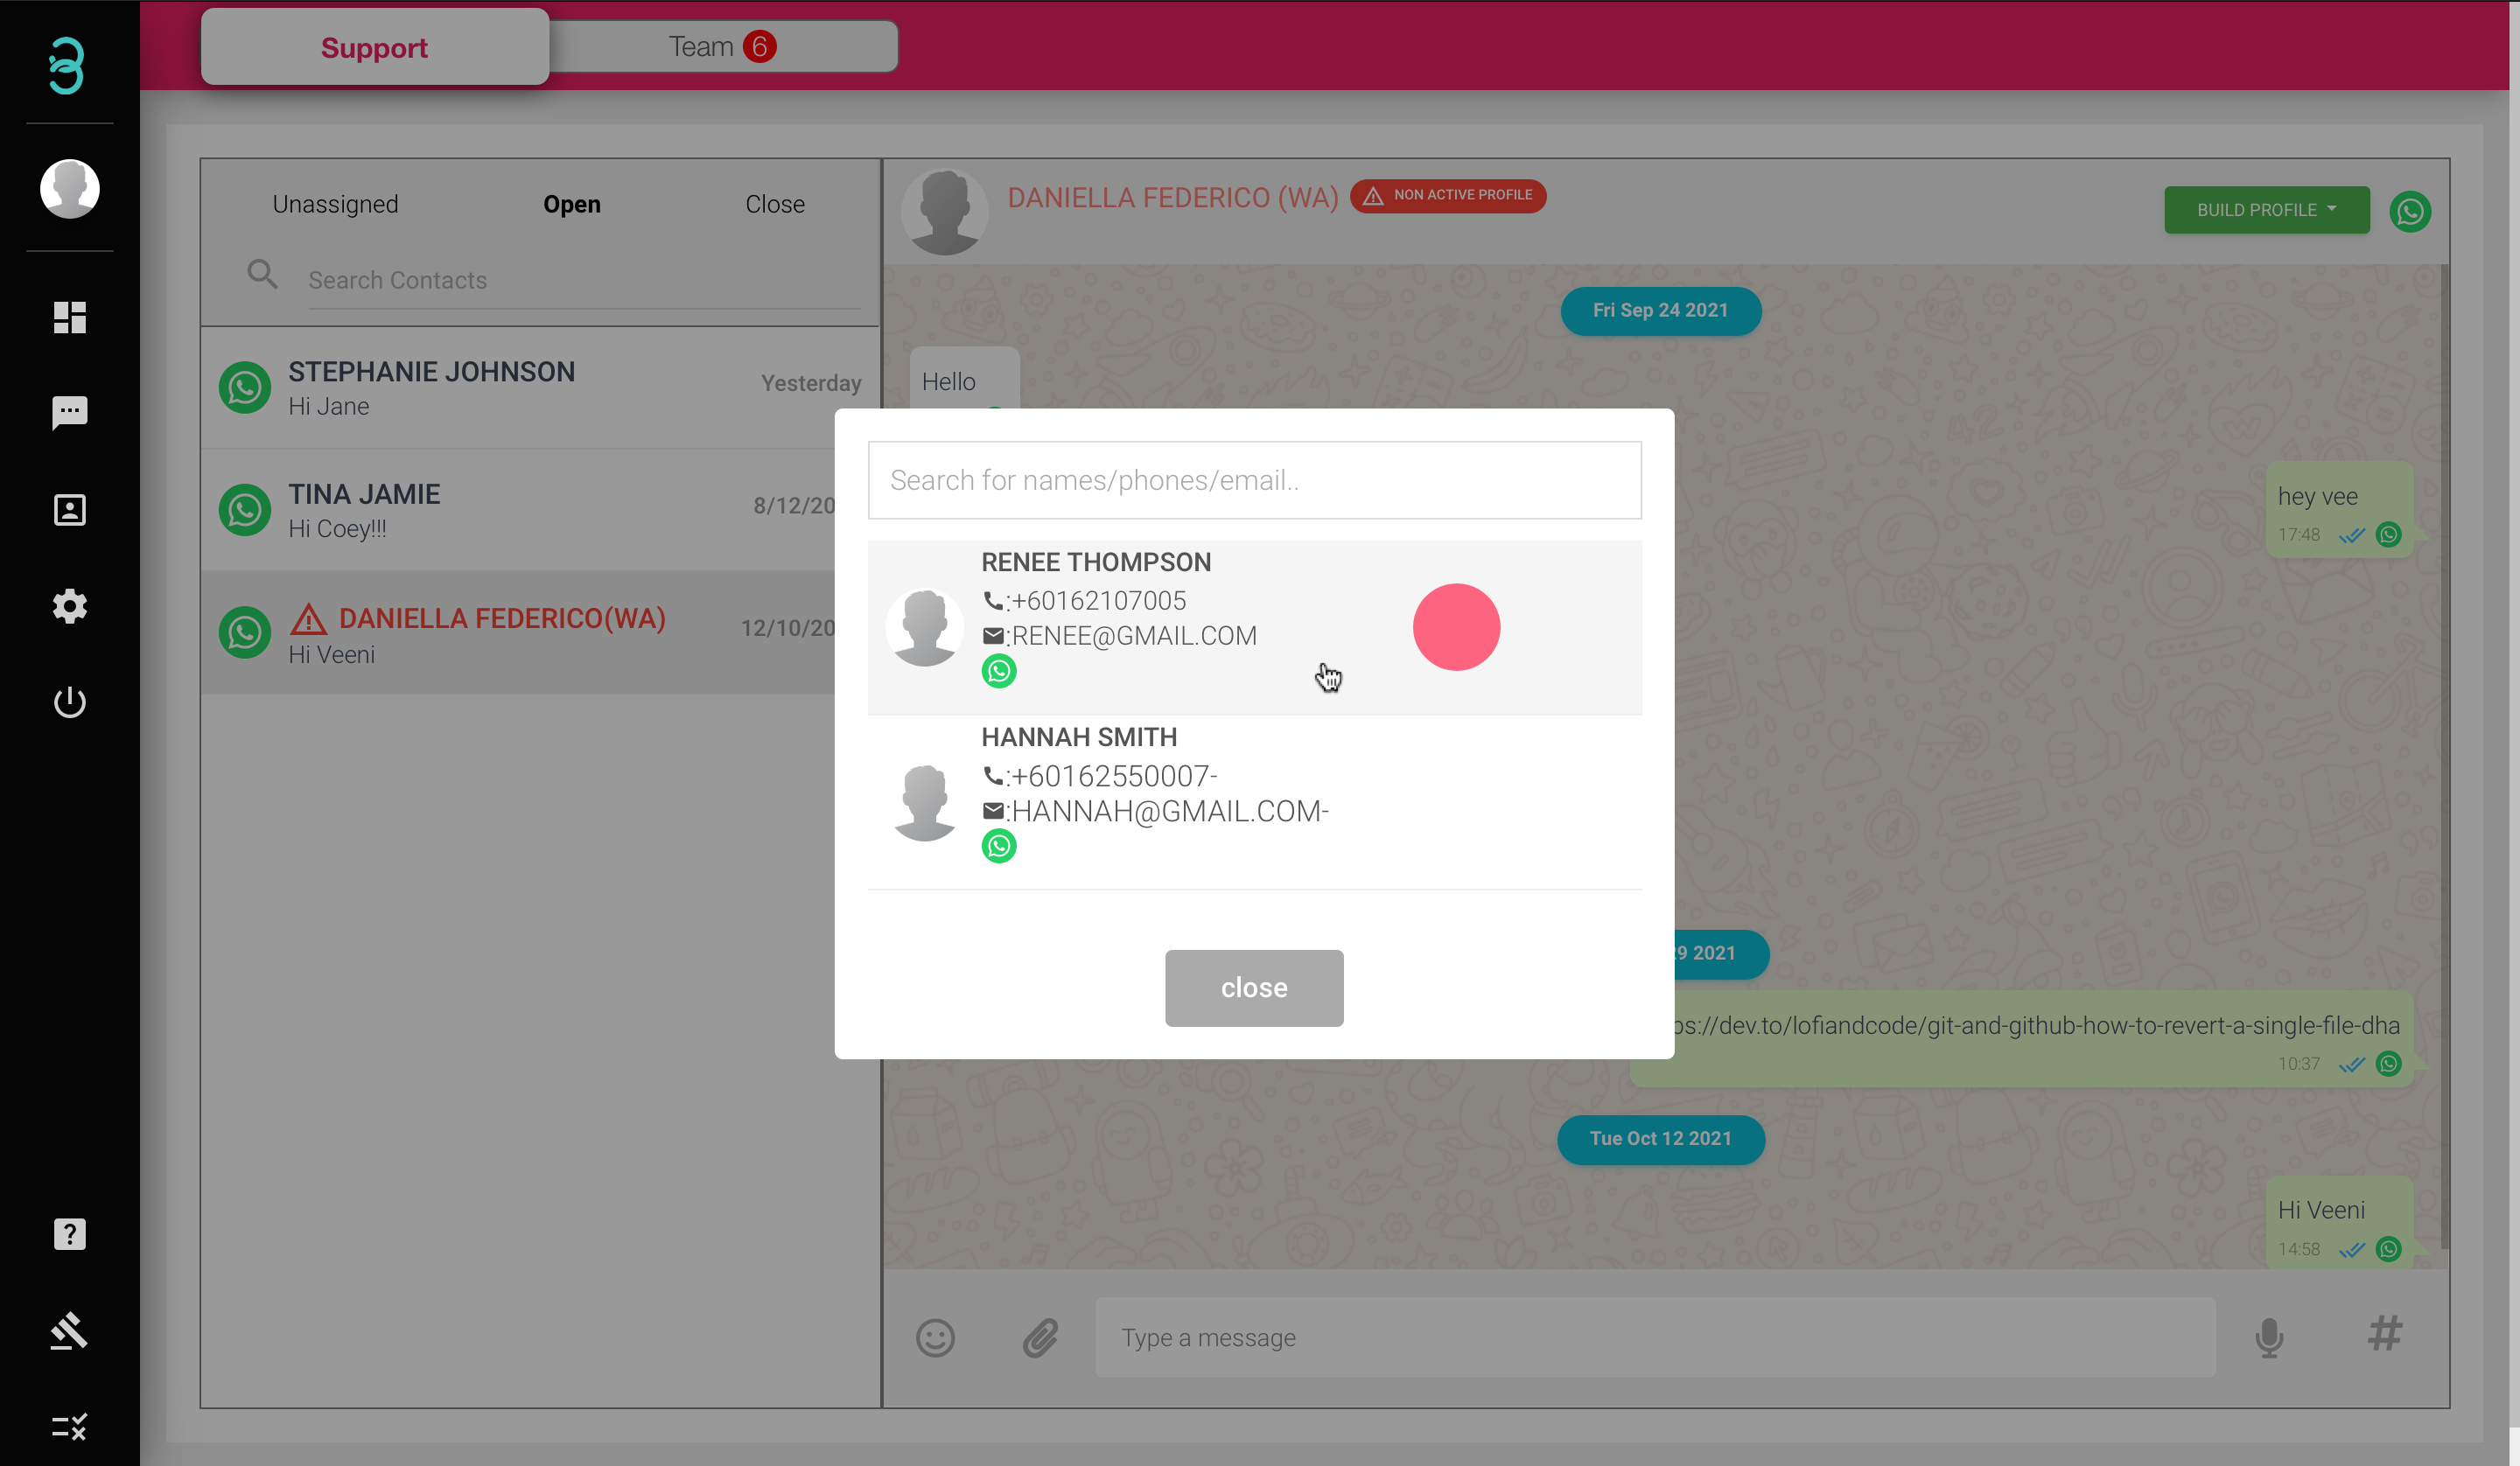 Support
Team 6
Unassigned
Open
Close
Search Contacts
STEPHANIE JOHNSON
Yesterday
Hi Jane
TINA JAMIE
8/12/20
Hi Coey!!!
DANIELLA FEDERICO(WA)
12/10/20
Hi Veeni
DANIELLA FEDERICO (WA)
NON ACTIVE PROFILE
BUILD PROFILE
Fri Sep 24 2021
Hello
hey vee
17:48
Search for names/phones/email..
RENEE THOMPSON
:+60162107005
:RENEE@GMAIL.COM
HANNAH SMITH
:+60162550007-
:HANNAH@GMAIL.COM-
close
29 2021
ps://dev.to/lofiandcode/git-and-github-how-to-revert-a-single-file-dha
10:37
Tue Oct 12 2021
Hi Veeni
14:58
Type a message
#
?